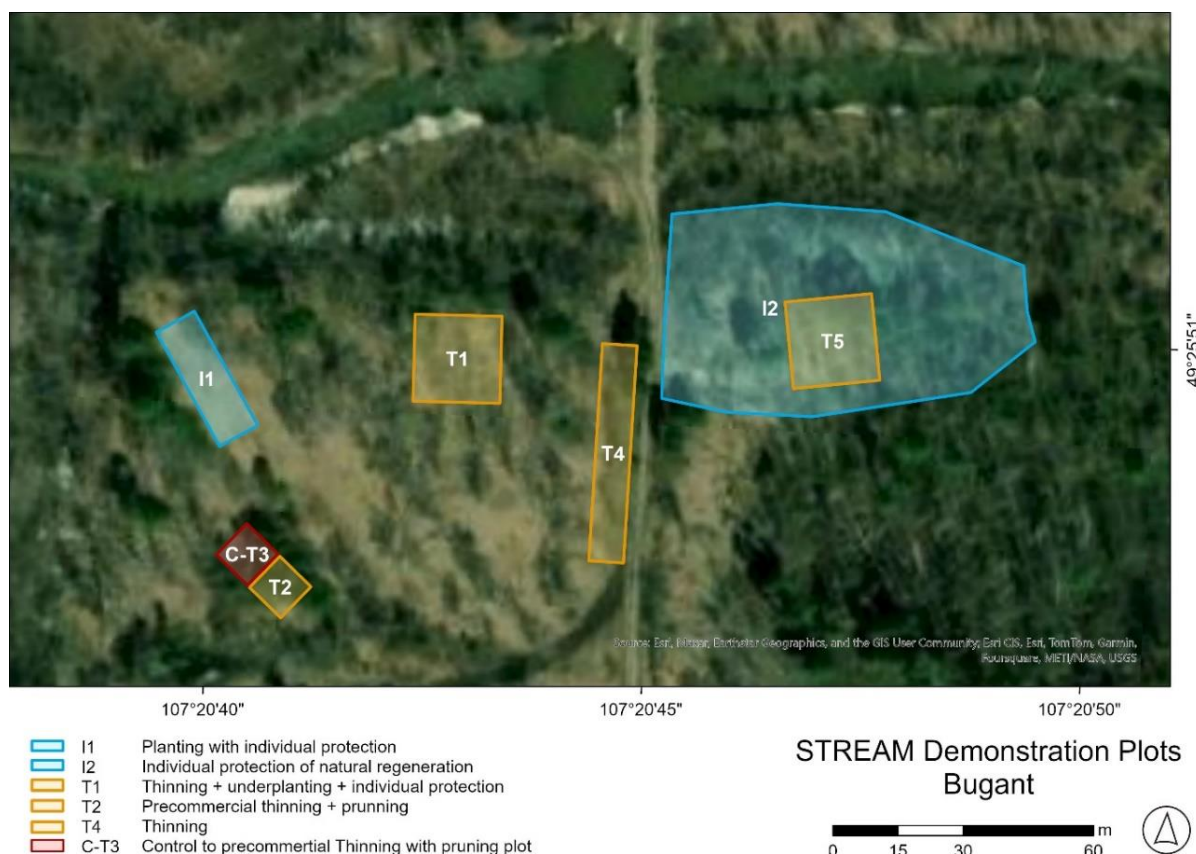 I1
I2
T1
T5
T4
C-T3
T2
49°25'51"
Source: Esri, Maxar, Earthstar Geographics, and the GIS User Community; Esri CIS, Esri, TomTom, Garmin,
Foursquare, METI/NASA, USGS
107°20'40"
107°20'45"
107°20'50"
I1 Planting with individual protection
I2 Individual protection of natural regeneration
T1 Thinning + underplanting + individual protection
T2 Precommercial thinning + prunning
T4 Thinning
C-T3 Control to precommertial Thinning with pruning plot
STREAM Demonstration Plots
Bugant
m
0 15 30 60